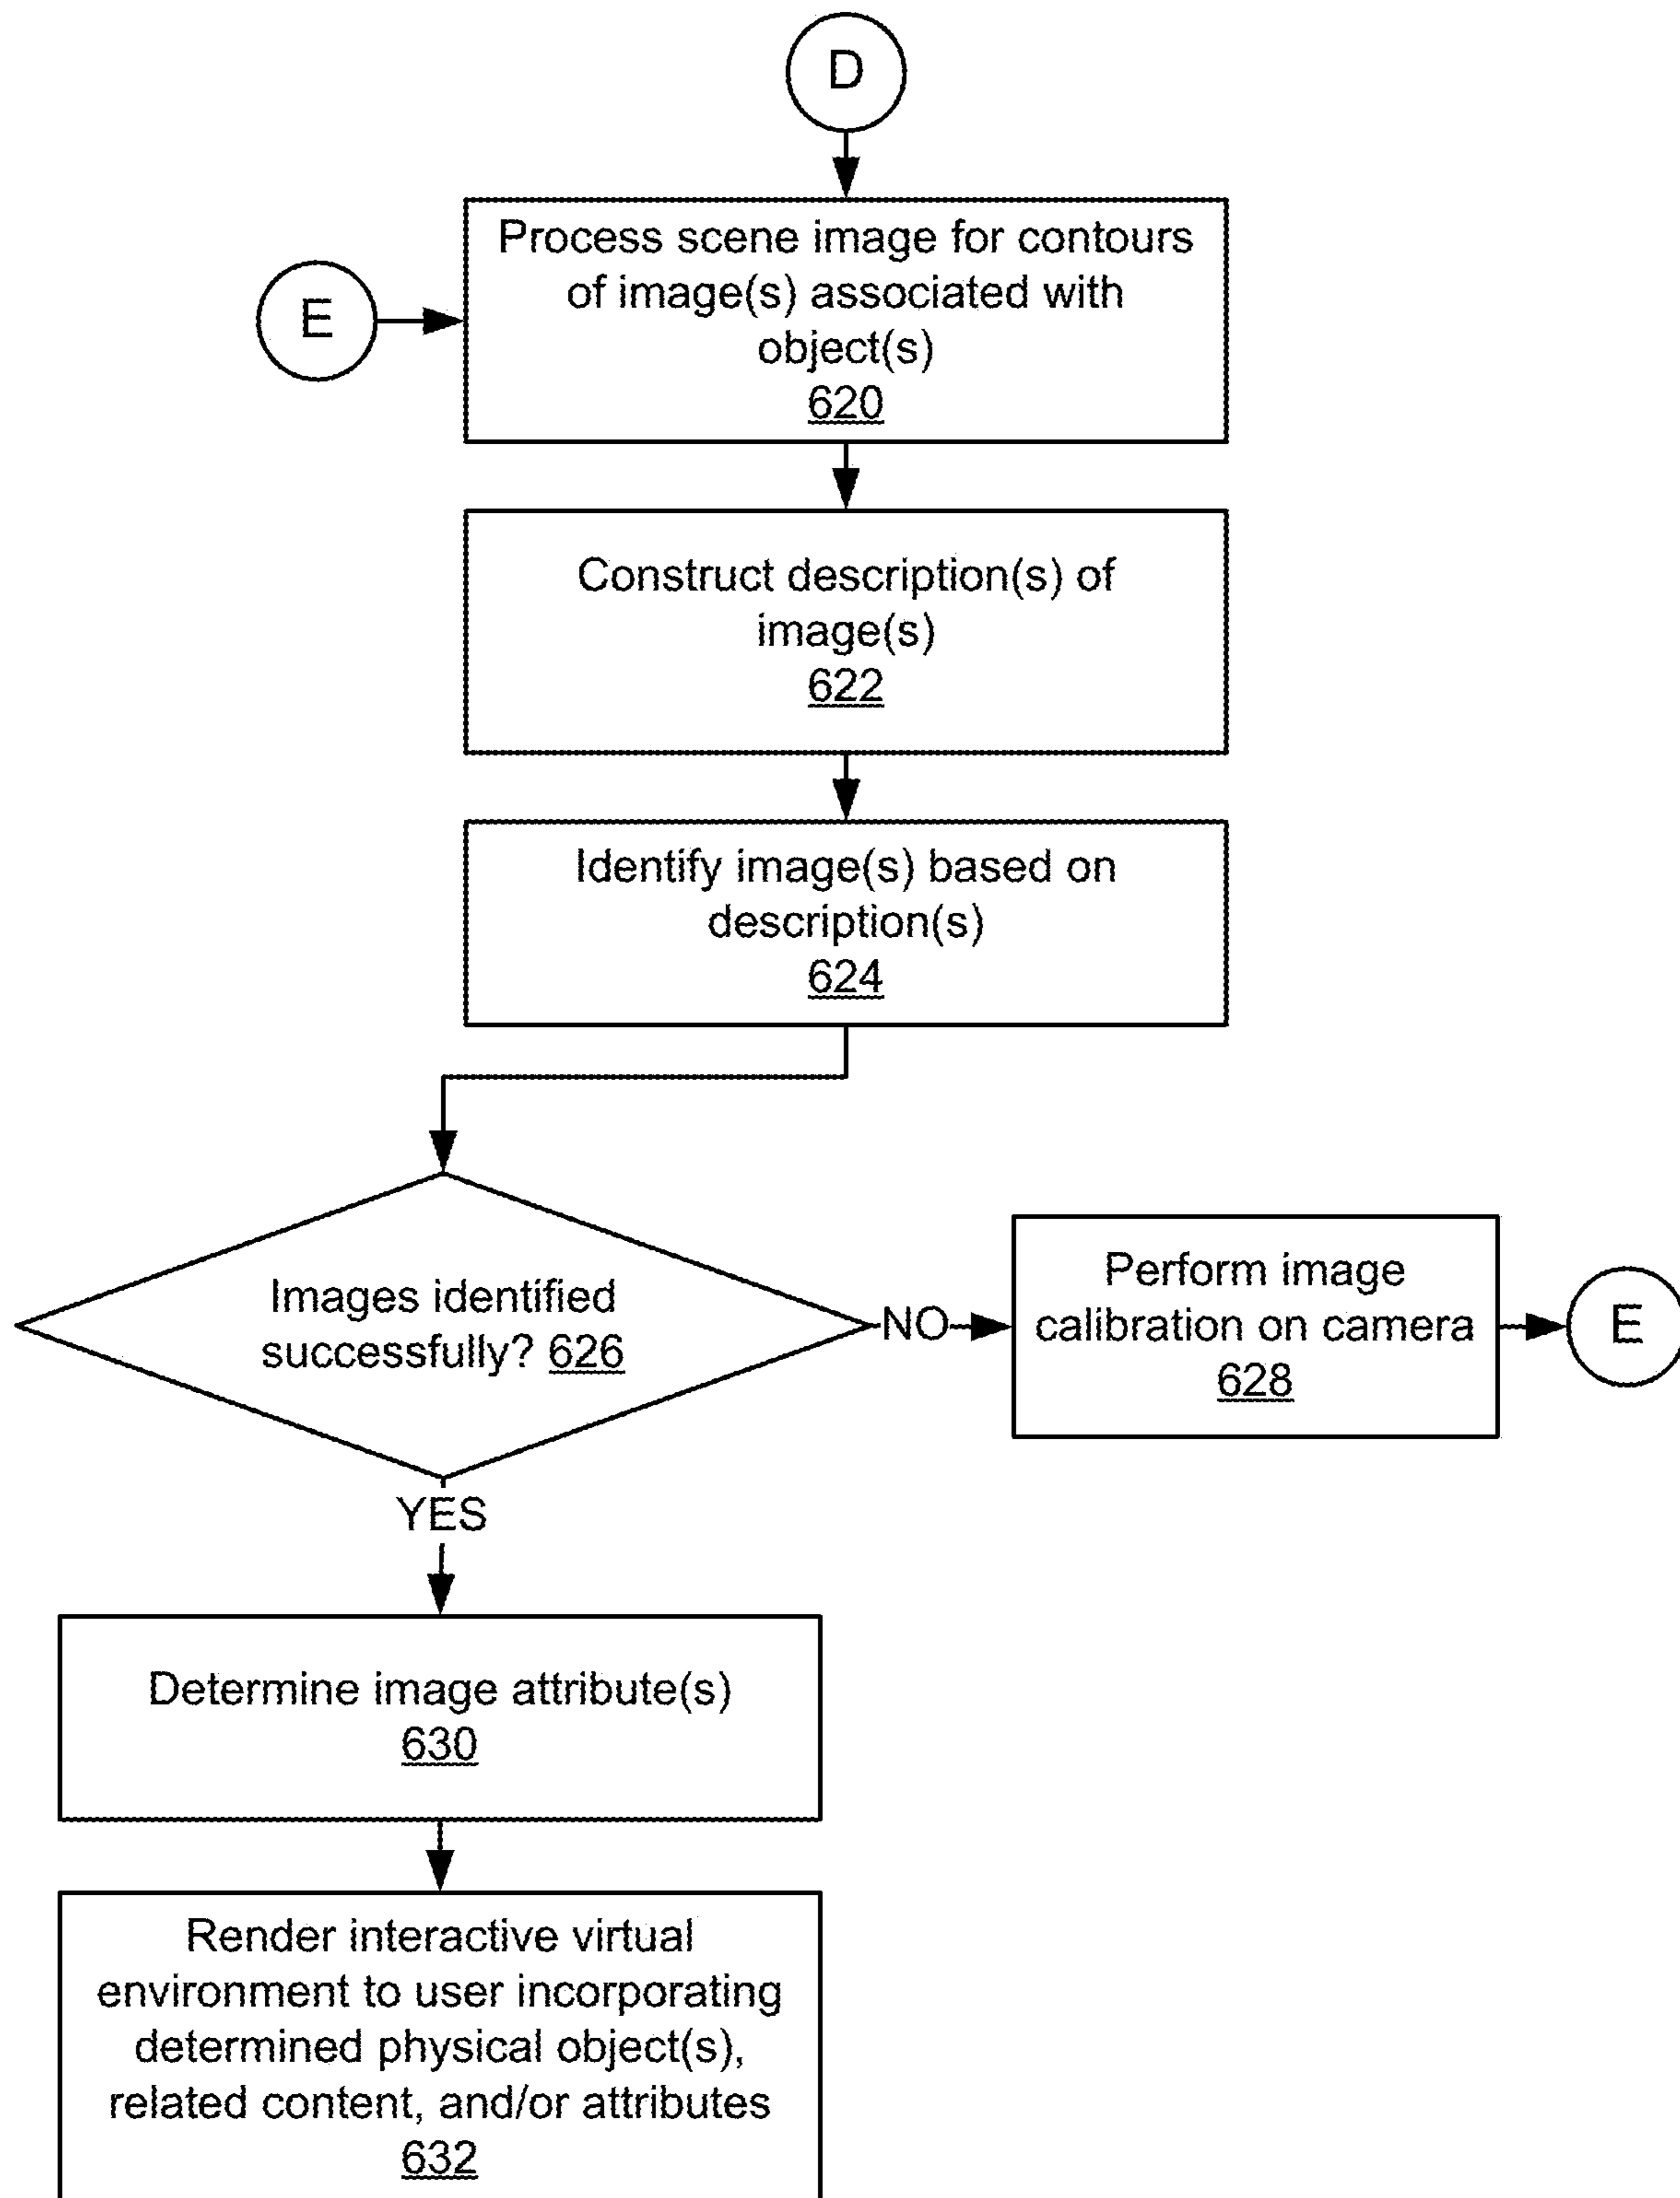 D
Process scene image for contours
of image(s) associated with
object(s)
620
E
Construct description(s) of
image(s)
622
Identify image(s) based on
description(s)
624
Images identified
successfully? 626
NO
Perform image
calibration on camera
628
E
YES
Determine image attribute(s)
630
Render interactive virtual
environment to user incorporating
determined physical object(s),
related content, and/or attributes
632